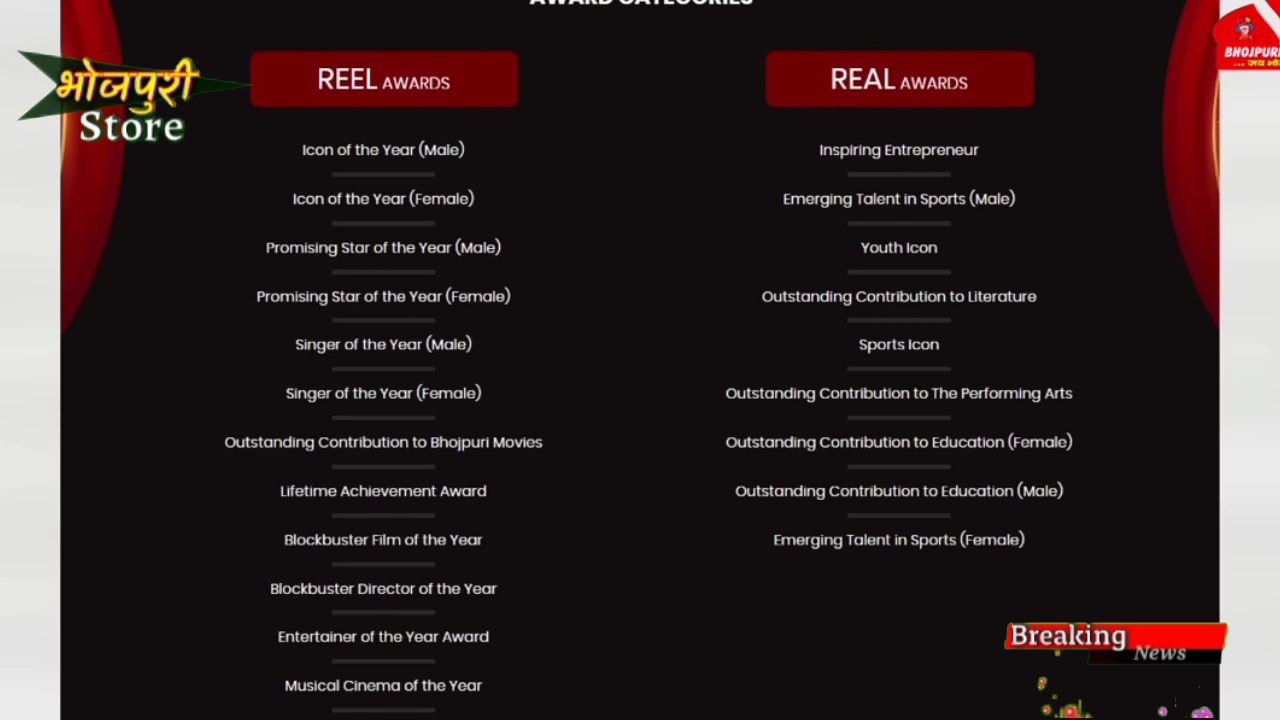 AWARD CATEGORIES
भोजपुरी
Store
REEL AWARDS
Icon of the Year (Male)
Icon of the Year (Female)
Promising Star of the Year (Male)
Promising Star of the Year (Female)
Singer of the Year (Male)
Singer of the Year (Female)
Outstanding Contribution to Bhojpuri Movies
Lifetime Achievement Award
Blockbuster Film of the Year
Blockbuster Director of the Year
Entertainer of the Year Award
Musical Cinema of the Year
REAL AWARDS
Inspiring Entrepreneur
Emerging Talent in Sports (Male)
Youth Icon
Outstanding Contribution to Literature
Sports Icon
Outstanding Contribution to The Performing Arts
Outstanding Contribution to Education (Female)
Outstanding Contribution to Education (Male)
Emerging Talent in Sports (Female)
BHOJPUR
... जय
Breaking
News